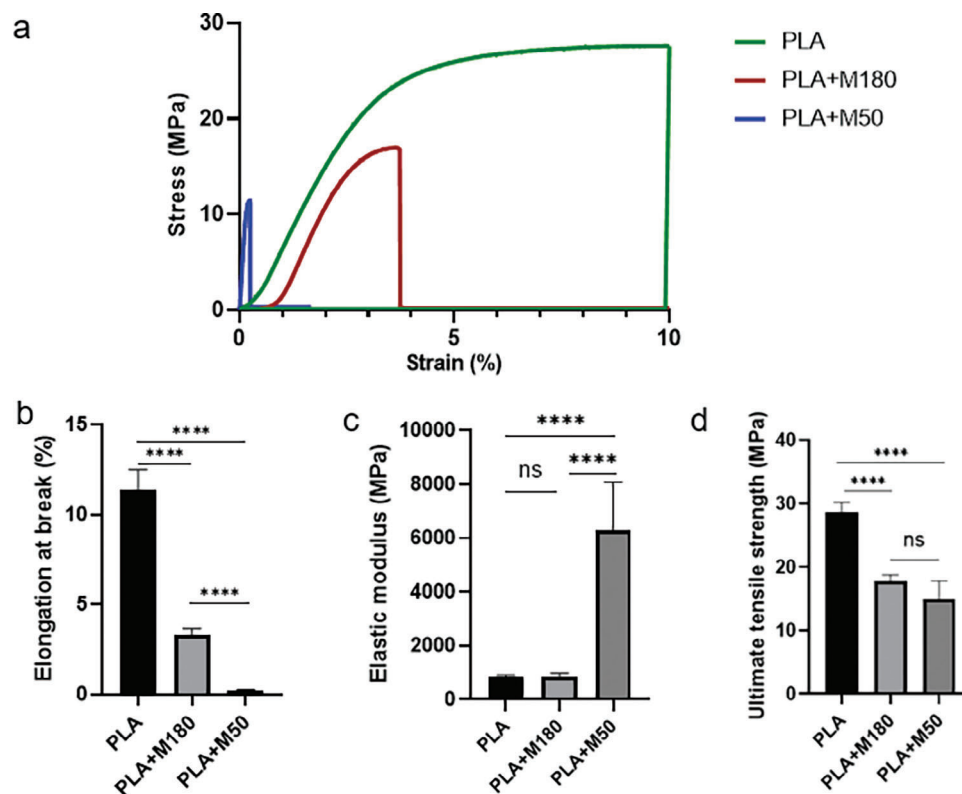 a
30
20
10
0
Stress (MPa)
0
5
10
Strain (%)
PLA
PLA+M180
PLA+M50
b
Elongation at break (%)
15
10
5
0
****
****
****
PLA
PLA+M180
PLA+M50
c
Elastic modulus (MPa)
10000
8000
6000
4000
2000
0
****
ns
****
PLA
PLA+M180
PLA+M50
d
Ultimate tensile strength (MPa)
40
30
20
10
0
****
****
ns
PLA
PLA+M180
PLA+M50